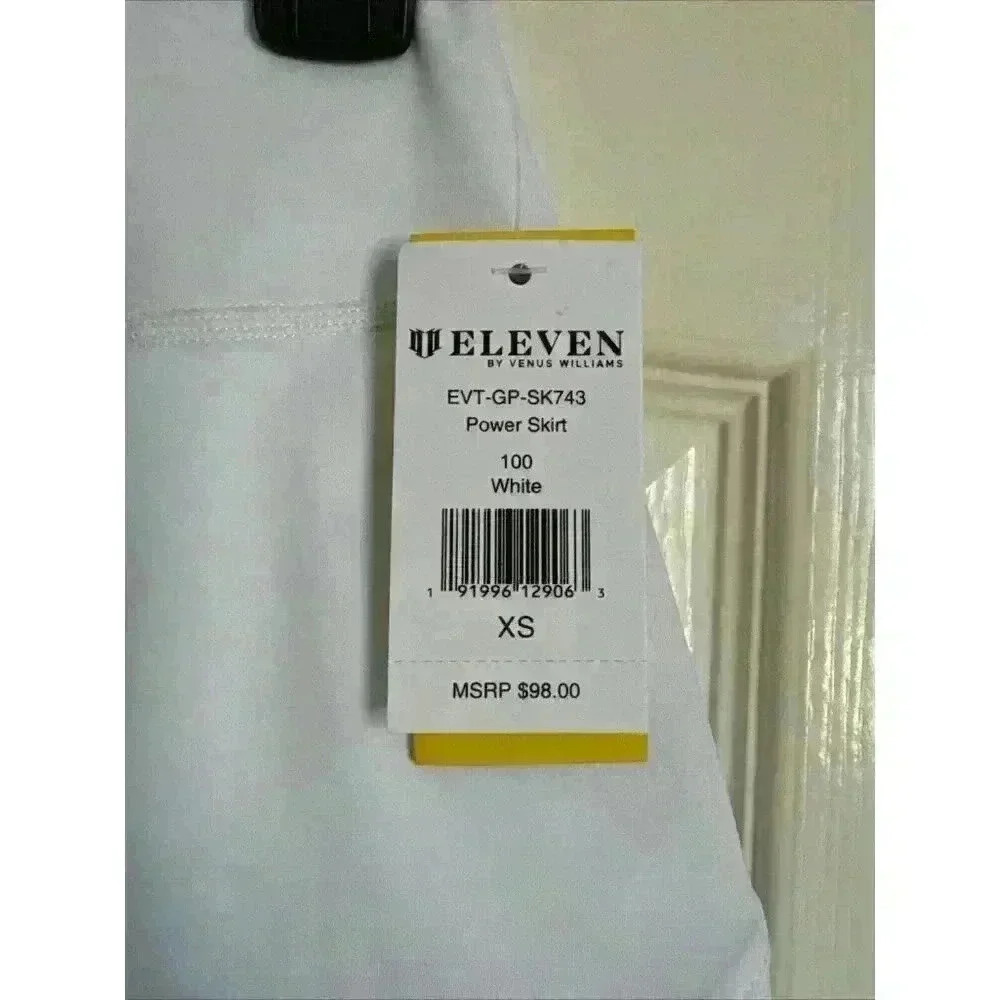 ELEVEN
BY VENUS WILLIAMS
EVT-GP-SK743
Power Skirt
100
White
1 91996 12906 3
XS
MSRP $98.00